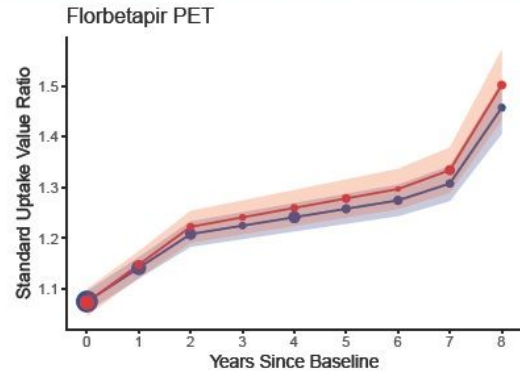 Florbetapir PET
Standard Uptake Value Ratio
1.5
1.4
1.3
1.2
1.1
0 1 2 3 4 5 6 7 8
Years Since Baseline